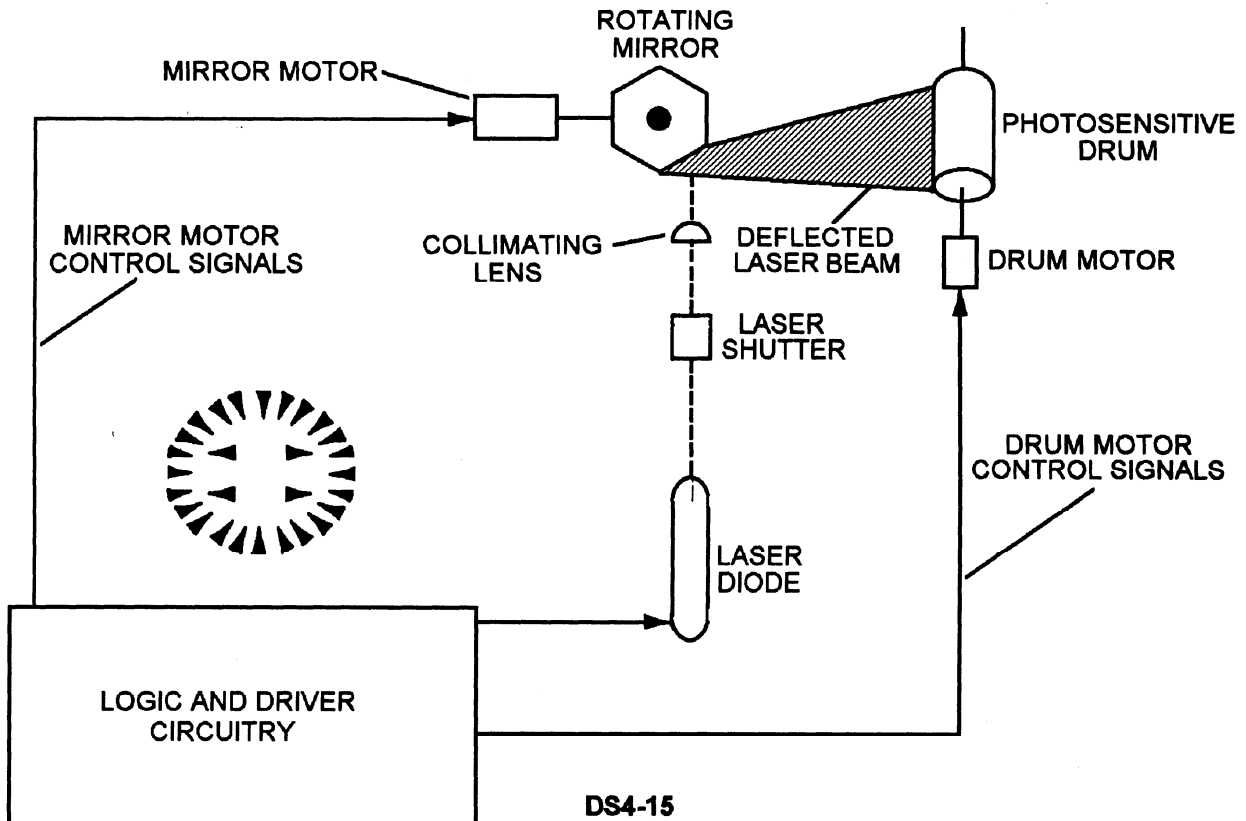 ROTATING
MIRROR
MIRROR MOTOR
PHOTOSENSITIVE
DRUM
MIRROR MOTOR
CONTROL SIGNALS
COLLIMATING
LENS
DEFLECTED
LASER BEAM
DRUM MOTOR
LASER
SHUTTER
DRUM MOTOR
CONTROL SIGNALS
LASER
DIODE
LOGIC AND DRIVER
CIRCUITRY
DS4-15